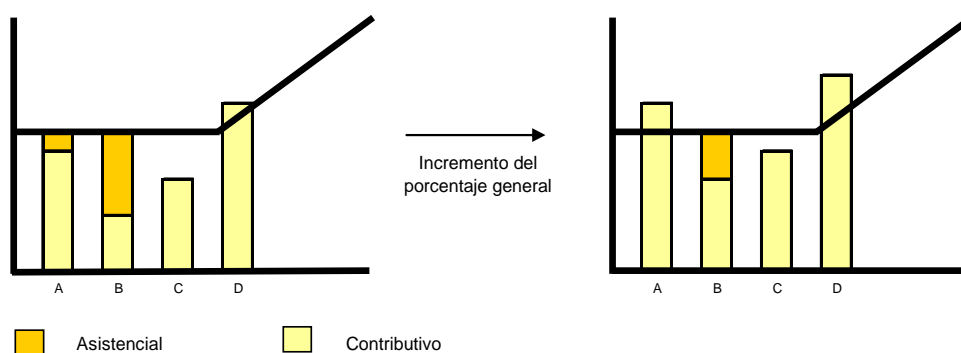 A B C D
Incremento del
porcentaje general
A B C D
Asistencial
Contributivo